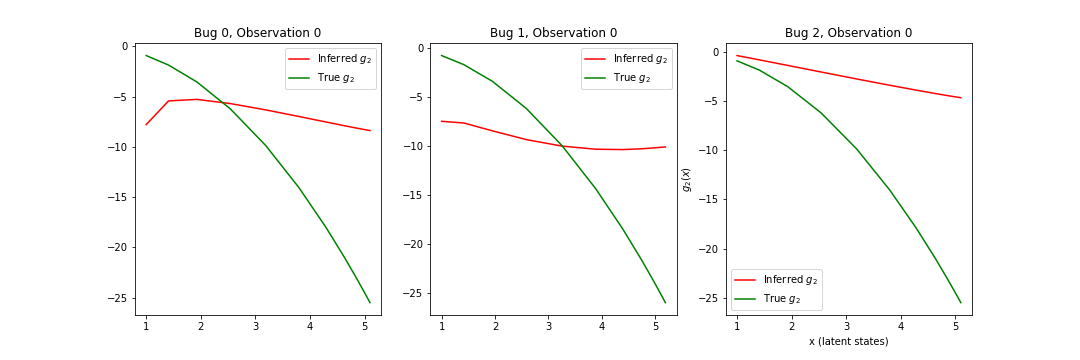 Bug 0, Observation 0
Inferred g₂
True g₂
0
−5
−10
−15
−20
−25
1 2 3 4 5
Bug 1, Observation 0
Inferred g₂
True g₂
0
−5
−10
−15
−20
−25
1 2 3 4 5
Bug 2, Observation 0
g₂(x)
0
−5
−10
−15
−20
−25
Inferred g₂
True g₂
1 2 3 4 5
x (latent states)